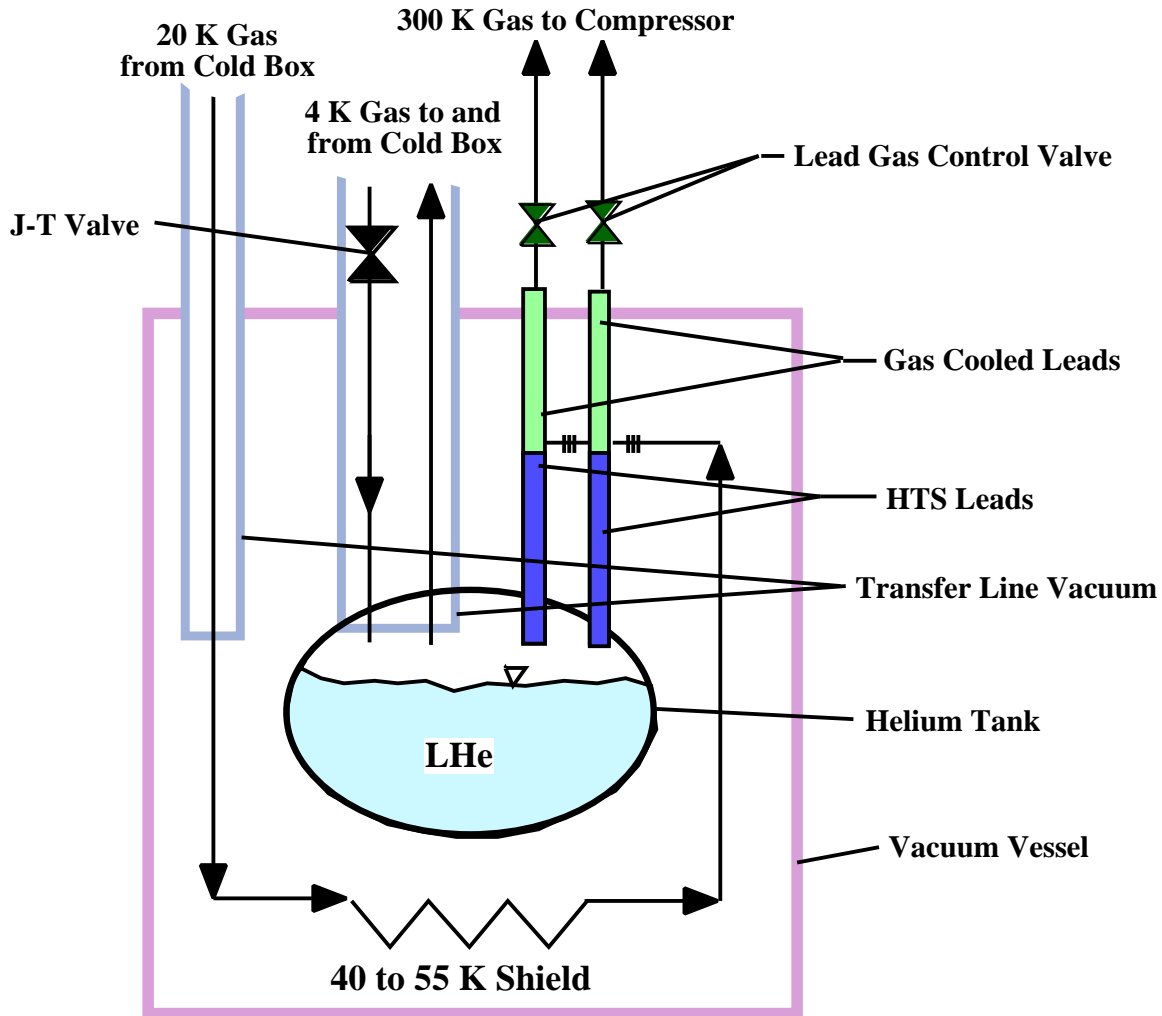 300 K Gas to Compressor
20 K Gas
from Cold Box
4 K Gas to and
from Cold Box
Lead Gas Control Valve
J-T Valve
Gas Cooled Leads
HTS Leads
Transfer Line Vacuum
Helium Tank
LHe
Vacuum Vessel
40 to 55 K Shield